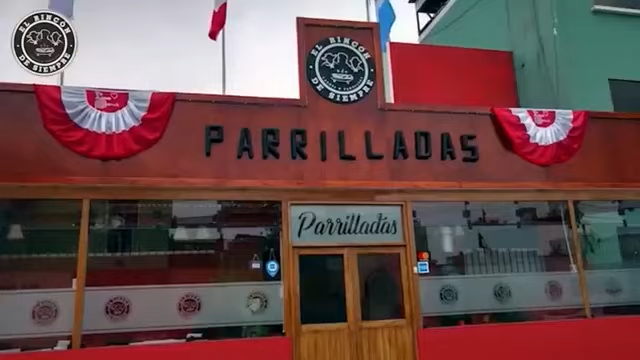 EL RINCON
DE SIEMPRE
EL RINCON
DE SIEMPRE
PARRILLADAS
Parrilladas